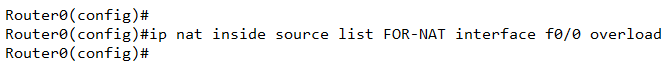 Router0(config)#
Router0(config)#ip nat inside source list FOR-NAT interface f0/0 overload
Router0(config)#